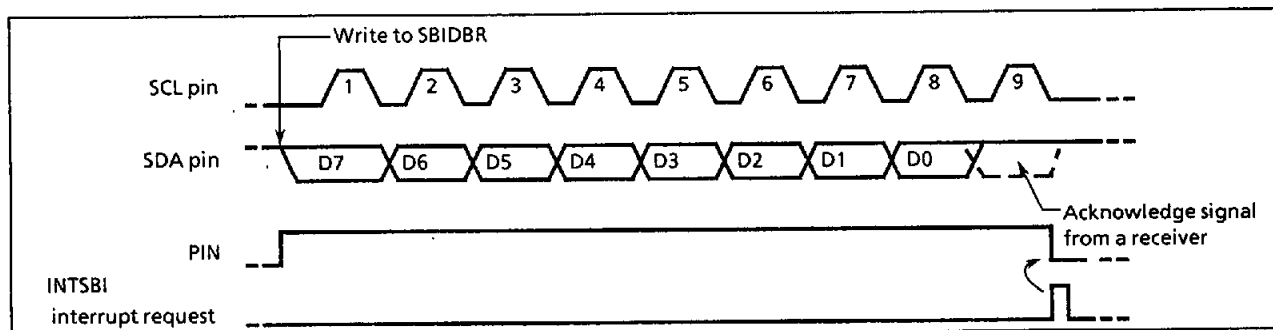 Write to SBIDBR
SCL pin 1 2 3 4 5 6 7 8 9
SDA pin D7 D6 D5 D4 D3 D2 D1 D0
Acknowledge signal
from a receiver
PIN
INTSBI
interrupt request